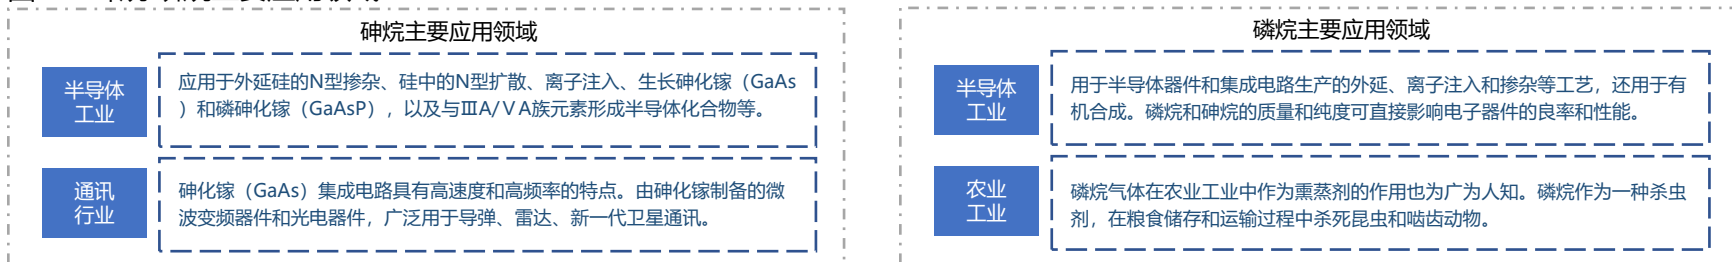 砷烷主要应用领域
半导体
工业
应用于外延硅的N型掺杂、硅中的N型扩散、离子注入、生长砷化镓（GaAs
）和磷砷化镓（GaAsP），以及与ⅢA/ⅤA族元素形成半导体化合物等。
通讯
行业
砷化镓（GaAs）集成电路具有高速度和高频率的特点。由砷化镓制备的微
波变频器件和光电器件，广泛用于导弹、雷达、新一代卫星通讯。
磷烷主要应用领域
半导体
工业
用于半导体器件和集成电路生产的外延、离子注入和掺杂等工艺，还用于有
机合成。磷烷和砷烷的质量和纯度可直接影响电子器件的良率和性能。
农业
工业
磷烷气体在农业工业中作为熏蒸剂的作用也为广为人知。磷烷作为一种杀虫
剂，在粮食储存和运输过程中杀死昆虫和啮齿动物。